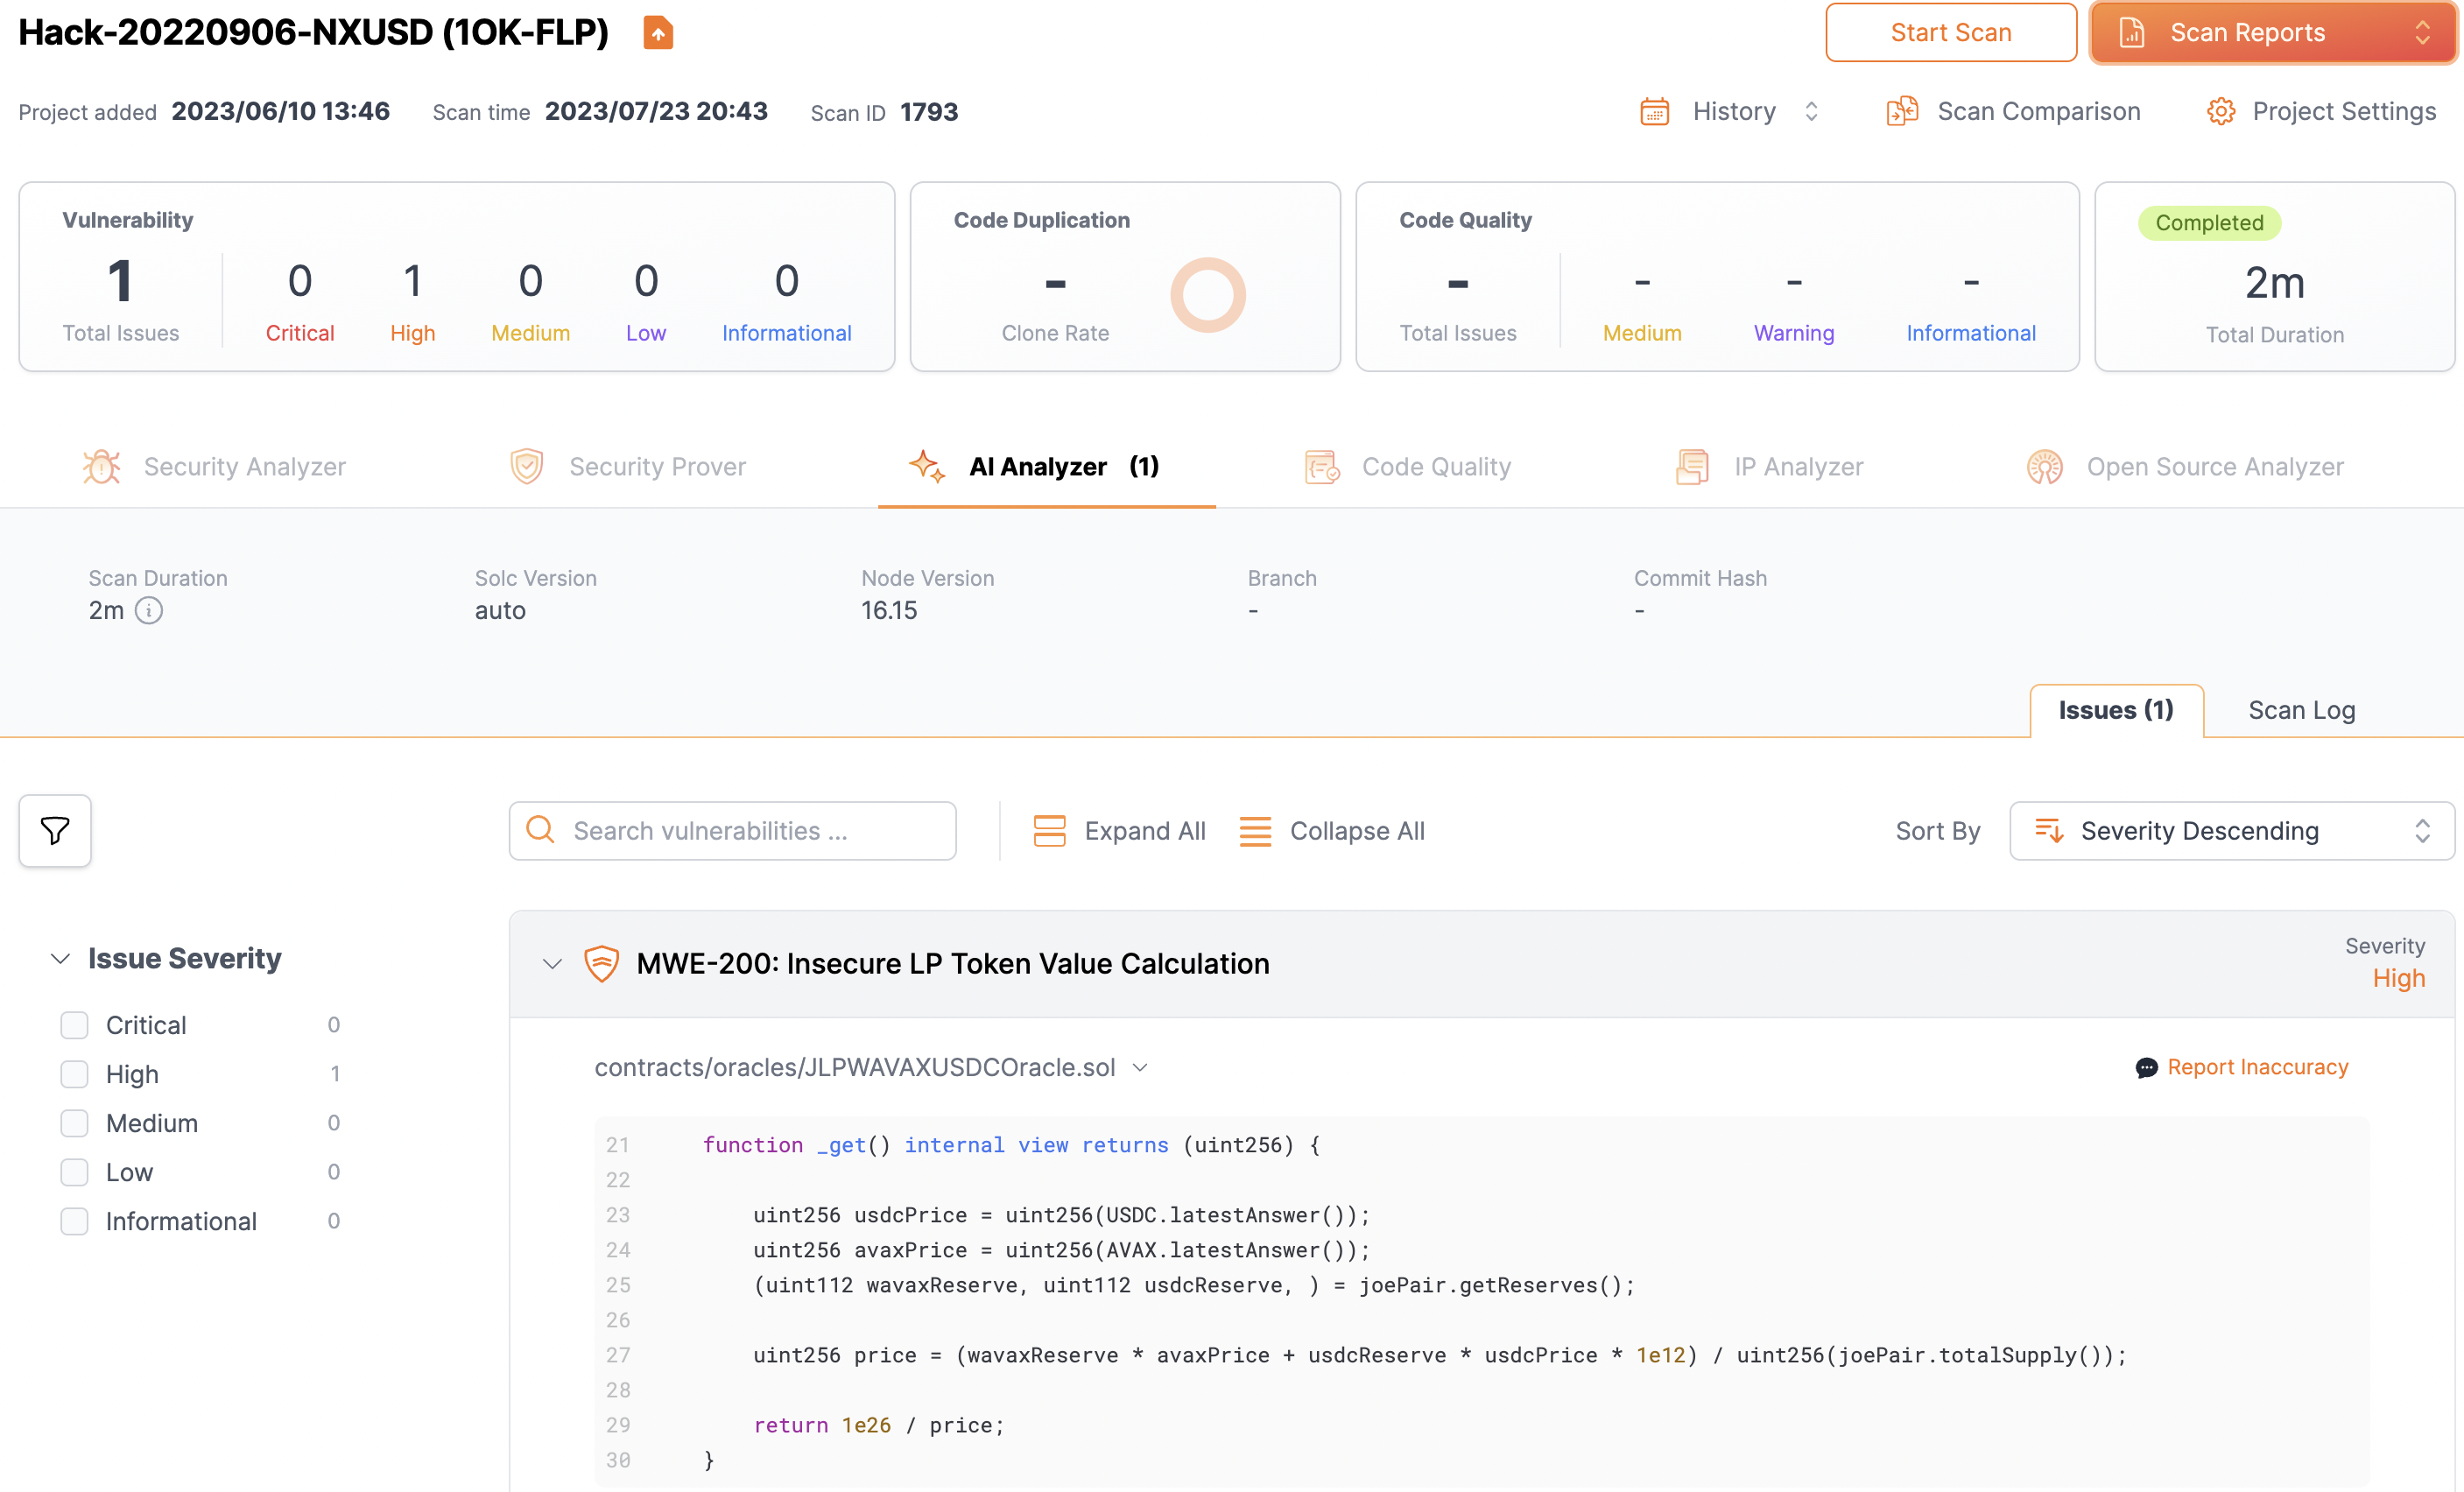 Hack-20220906-NXUSD (1OK-FLP)
Start Scan
Scan Reports
Project added 2023/06/10 13:46 Scan time 2023/07/23 20:43 Scan ID 1793
History
Scan Comparison
Project Settings
Vulnerability
1 0 1 0 0 0
Total Issues Critical High Medium Low Informational
Code Duplication
-
Clone Rate
Code Quality
- - - -
Total Issues Medium Warning Informational
Completed
2m
Total Duration
Security Analyzer
Security Prover
AI Analyzer (1)
Code Quality
IP Analyzer
Open Source Analyzer
Scan Duration Solc Version Node Version Branch Commit Hash
2m auto 16.15 - -
Issues (1)
Scan Log
Search vulnerabilities ...
Expand All
Collapse All
Sort By
Severity Descending
Issue Severity
Critical 0
High 1
Medium 0
Low 0
Informational 0
MWE-200: Insecure LP Token Value Calculation
Severity
High
contracts/oracles/JLPWAVAXUSDCOracle.sol
Report Inaccuracy
21 function _get() internal view returns (uint256) {
22
23 uint256 usdcPrice = uint256(USDC.latestAnswer());
24 uint256 avaxPrice = uint256(AVAX.latestAnswer());
25 (uint112 wavaxReserve, uint112 usdcReserve, ) = joePair.getReserves();
26
27 uint256 price = (wavaxReserve * avaxPrice + usdcReserve * usdcPrice * 1e12) / uint256(joePair.totalSupply());
28
29 return 1e26 / price;
30 }